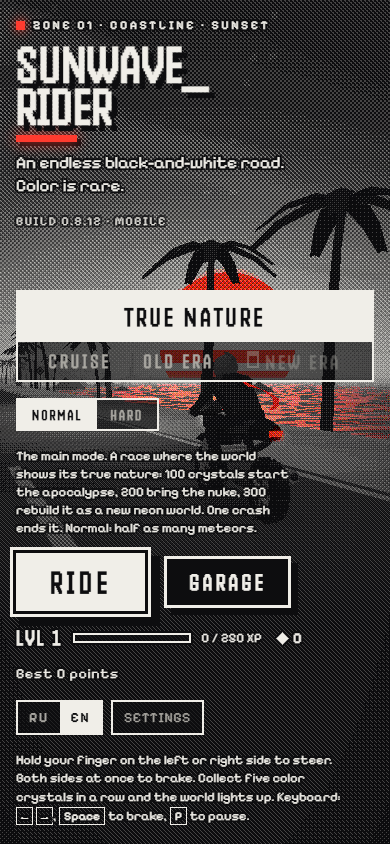 ZONE 01 · COASTLINE · SUNSET
SUNWAVE_
RIDER
An endless black-and-white road.
Color is rare.
BUILD 0.8.12 · MOBILE
TRUE NATURE
CRUISE OLD ERA NEW ERA
NORMAL HARD
The main mode. A race where the world
shows its true nature: 100 crystals start
the apocalypse, 200 bring the nuke, 300
rebuild it as a new neon world. One crash
ends it. Normal: half as many meteors.
RIDE GARAGE
LVL 1 0 / 250 XP ◆ 0
Best 0 points
RU EN SETTINGS
Hold your finger on the left or right side to steer.
Both sides at once to brake. Collect five color
crystals in a row and the world lights up. Keyboard:
← →, Space to brake, P to pause.